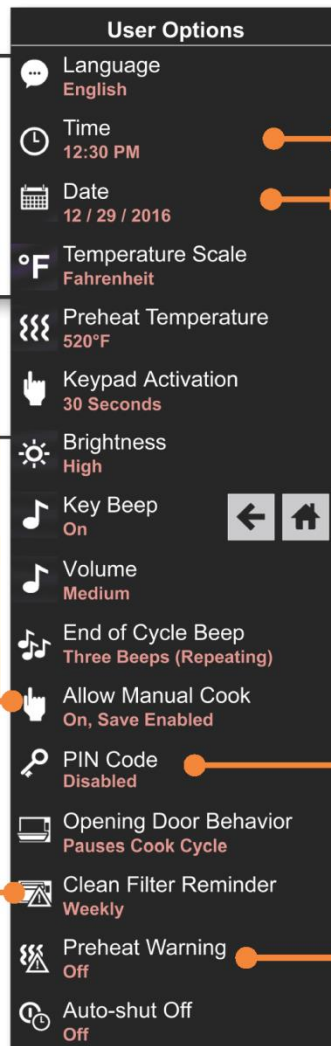 User Options
Language
English
Time
12:30 PM
Date
12 / 29 / 2016
°F
Temperature Scale
Fahrenheit
Preheat Temperature
520°F
Keypad Activation
30 Seconds
Brightness
High
Key Beep
On
Volume
Medium
End of Cycle Beep
Three Beeps (Repeating)
Allow Manual Cook
On, Save Enabled
PIN Code
Disabled
Opening Door Behavior
Pauses Cook Cycle
Clean Filter Reminder
Weekly
Preheat Warning
Off
Auto-shut Off
Off